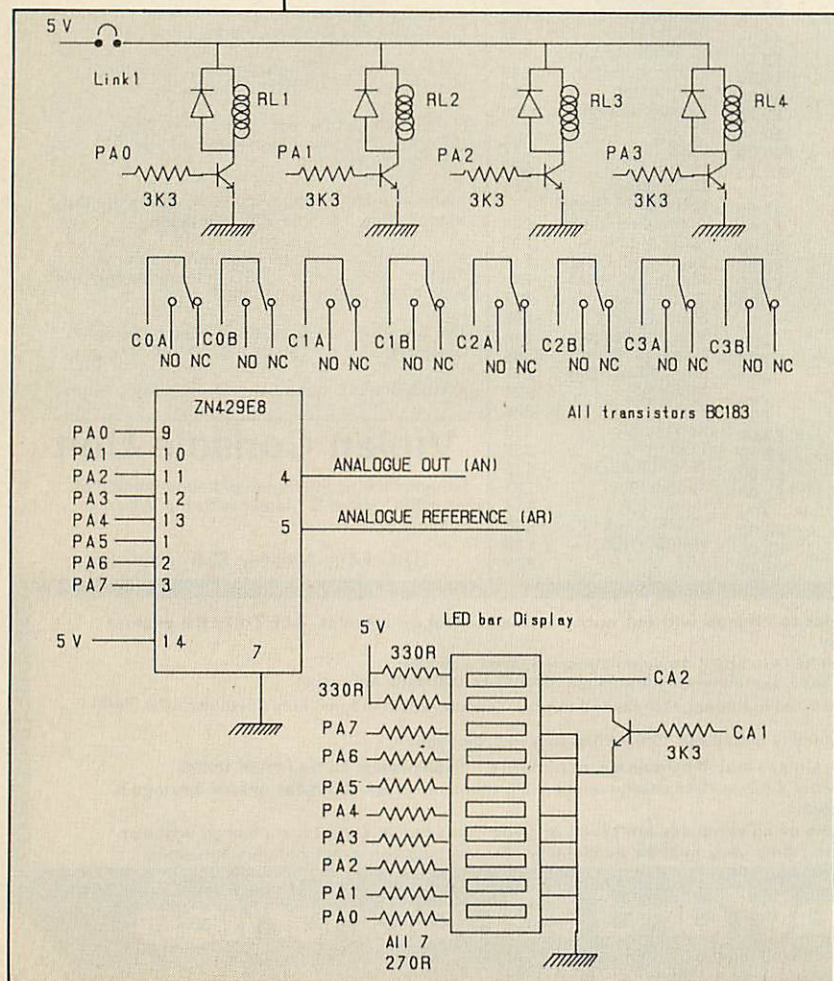 5 V
Link1
RL1
RL2
RL3
RL4
PA0
PA1
PA2
PA3
3K3
3K3
3K3
3K3
C0A
C0B
C1A
C1B
C2A
C2B
C3A
C3B
NO NC
NO NC
NO NC
NO NC
NO NC
NO NC
NO NC
NO NC
All transistors BC183
ZN429E8
PA0 9
PA1 10
PA2 11
PA3 12
PA4 13
PA5 1
PA6 2
PA7 3
5 V 14
7
4 ANALOGUE OUT (AN)
5 ANALOGUE REFERENCE (AR)
LED bar Display
5 V
330R
330R
PA7
PA6
PA5
PA4
PA3
PA2
PA1
PA0
All 7
270R
CA2
CA1
3K3